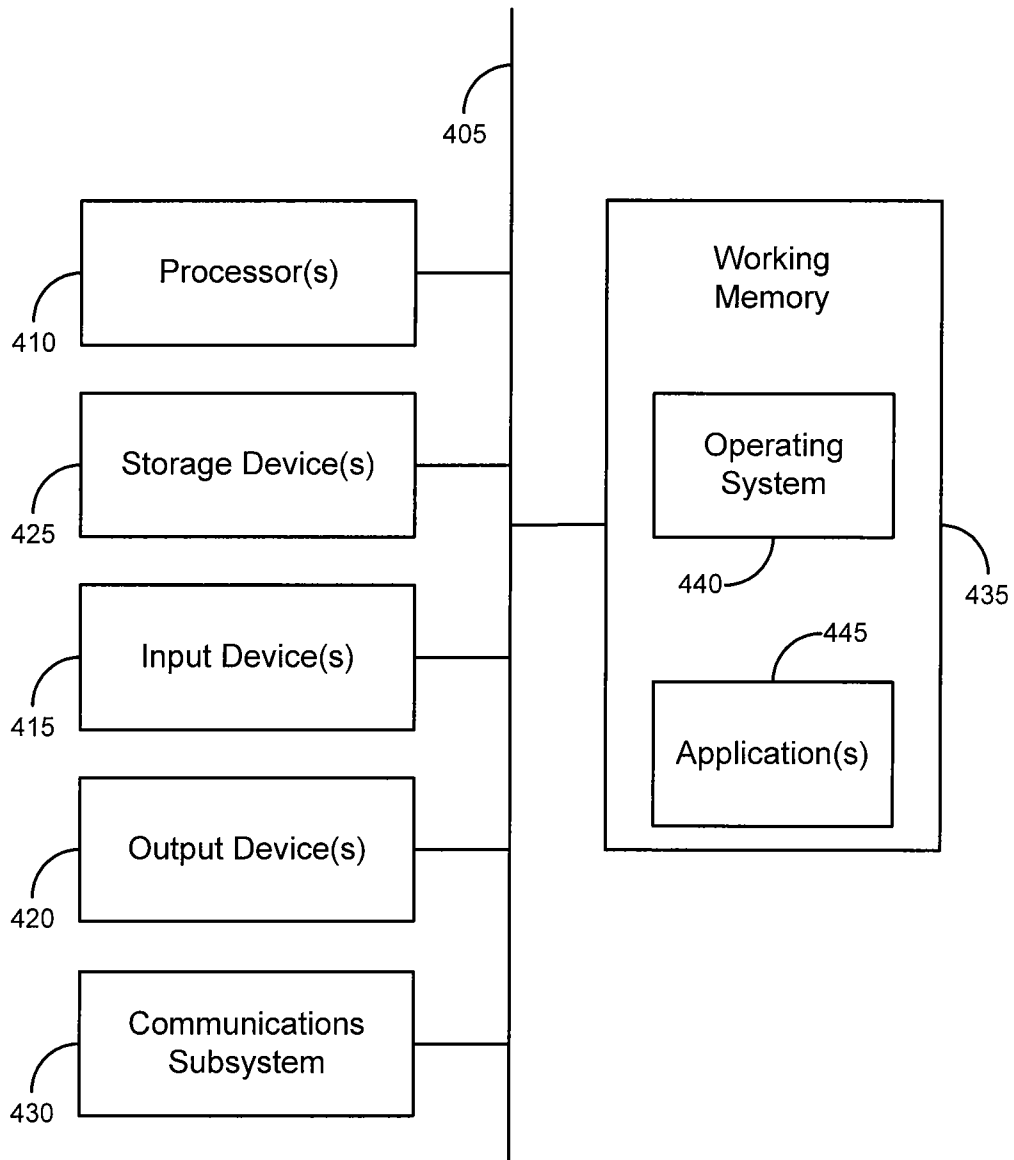 405
Processor(s)
410
Storage Device(s)
425
Input Device(s)
415
Output Device(s)
420
Communications
Subsystem
430
Working
Memory
Operating
System
440
435
445
Application(s)